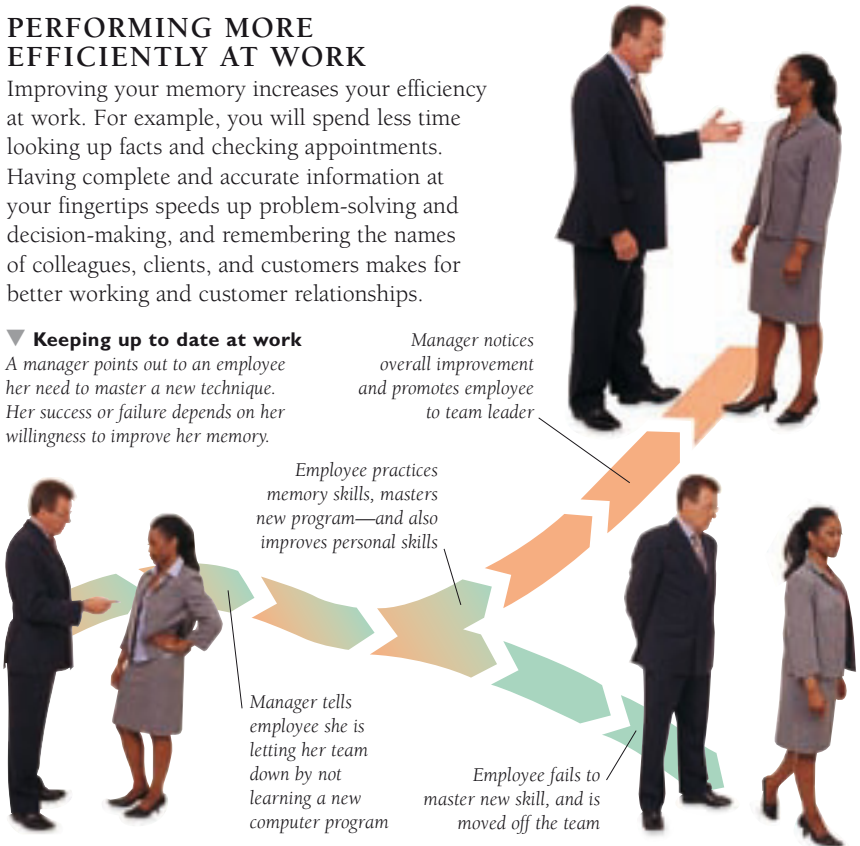 PERFORMING MORE
EFFICIENTLY AT WORK
Improving your memory increases your efficiency
at work. For example, you will spend less time
looking up facts and checking appointments.
Having complete and accurate information at
your fingertips speeds up problem-solving and
decision-making, and remembering the names
of colleagues, clients, and customers makes for
better working and customer relationships.
Keeping up to date at work
A manager points out to an employee
her need to master a new technique.
Her success or failure depends on her
willingness to improve her memory.
Manager notices
overall improvement
and promotes employee
to team leader
Employee practices
memory skills, masters
new program—and also
improves personal skills
Manager tells
employee she is
letting her team
down by not
learning a new
computer program
Employee fails to
master new skill, and is
moved off the team